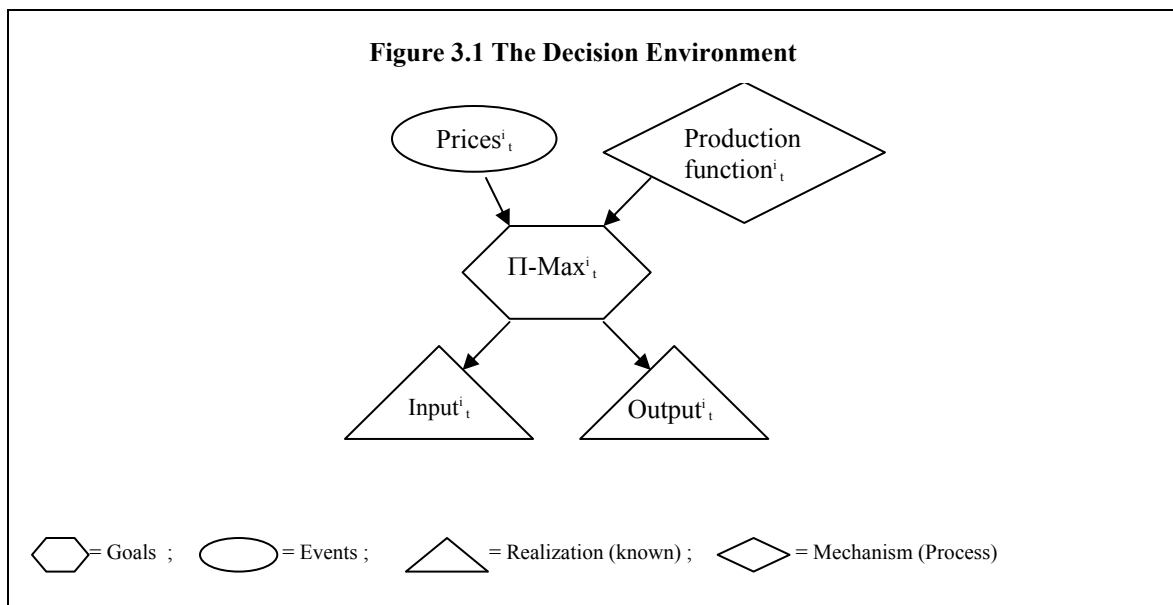 Figure 3.1 The Decision Environment
Prices^i_t
Production
function^i_t
Π-Max^i_t
Input^i_t
Output^i_t
= Goals ; = Events ; = Realization (known) ; = Mechanism (Process)